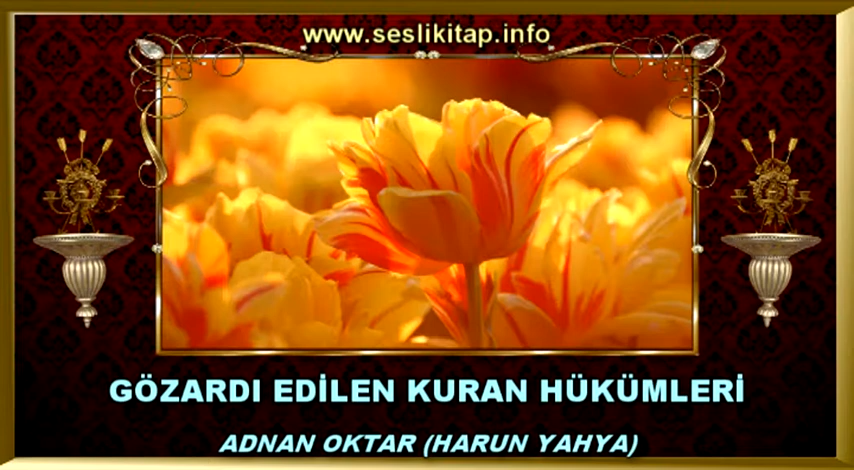 www.seslikitap.info
GÖZARDI EDİLEN KURAN HÜKÜMLERİ
ADNAN OKTAR (HARUN YAHYA)